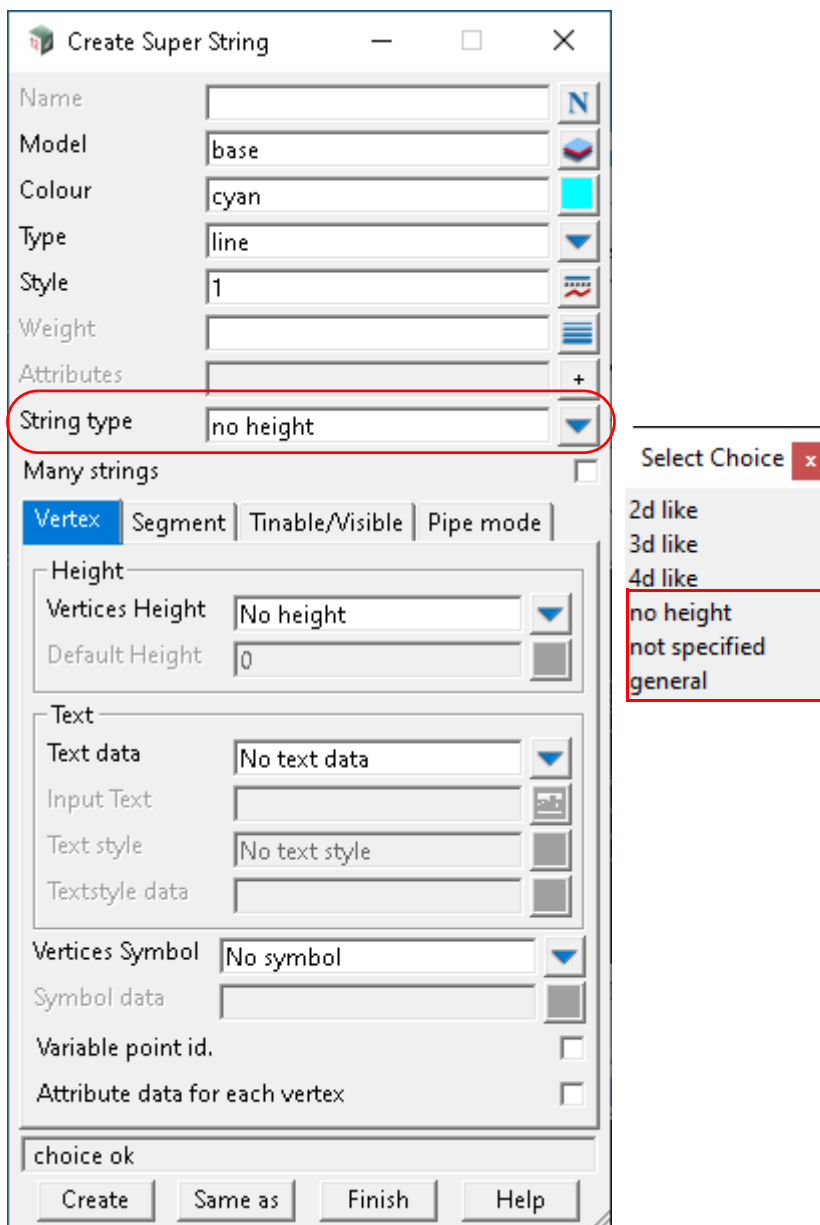 Create Super String
Name
N
Model base
Colour cyan
Type line
Style 1
Weight
Attributes +
String type no height
Many strings
Vertex Segment Tinable/Visible Pipe mode
Height
Vertices Height No height
Default Height 0
Text
Text data No text data
Input Text
Text style No text style
Textstyle data
Vertices Symbol No symbol
Symbol data
Variable point id.
Attribute data for each vertex
choice ok
Create Same as Finish Help
Select Choice x
2d like
3d like
4d like
no height
not specified
general